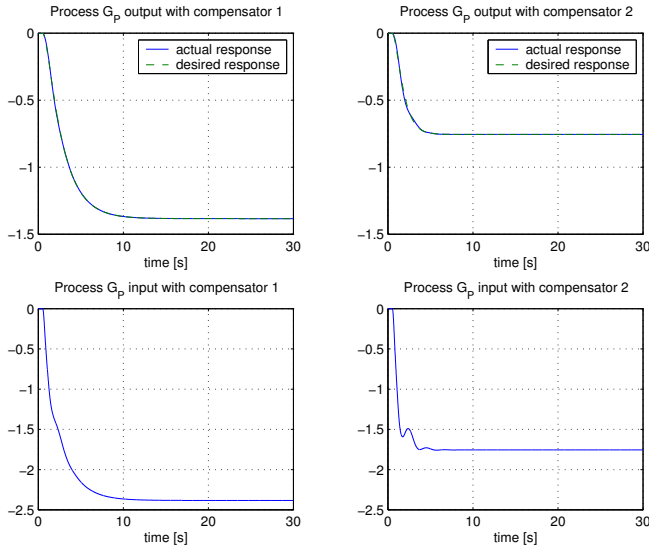 Process G_P output with compensator 1
0
−0.5
−1
−1.5
0 10 20 30
time [s]
actual response
desired response
Process G_P output with compensator 2
0
−0.5
−1
−1.5
0 10 20 30
time [s]
actual response
desired response
Process G_P input with compensator 1
0
−0.5
−1
−1.5
−2
−2.5
0 10 20 30
time [s]
Process G_P input with compensator 2
0
−0.5
−1
−1.5
−2
−2.5
0 10 20 30
time [s]